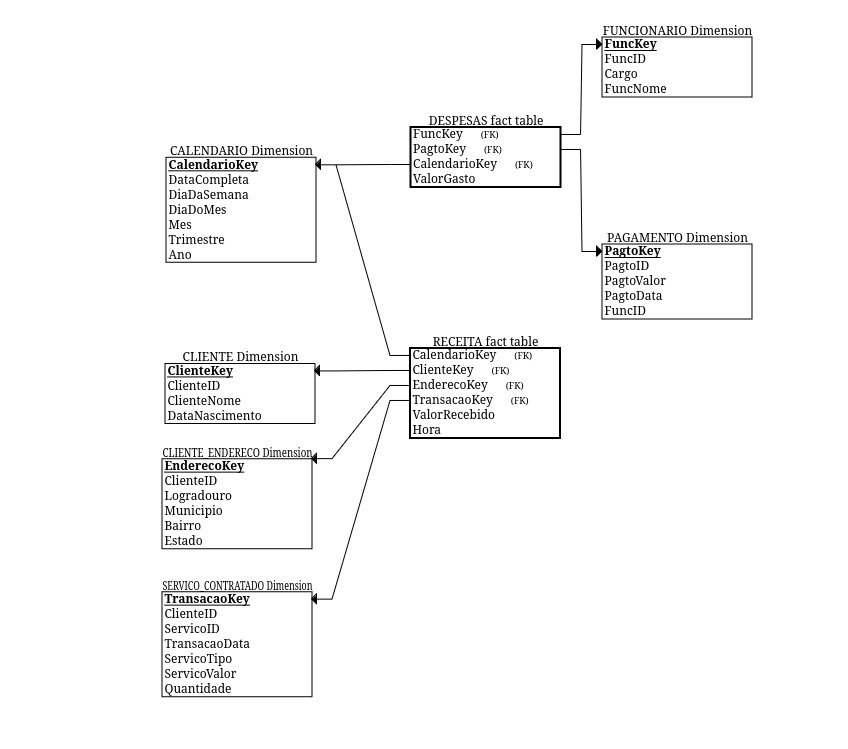 FUNCIONARIO Dimension
FuncKey
FuncID
Cargo
FuncNome
DESPESAS fact table
FuncKey (FK)
PagtoKey (FK)
CalendarioKey (FK)
ValorGasto
CALENDARIO Dimension
CalendarioKey
DataCompleta
DiaDaSemana
DiaDoMes
Mes
Trimestre
Ano
PAGAMENTO Dimension
PagtoKey
PagtoID
PagtoValor
PagtoData
FuncID
RECEITA fact table
CalendarioKey (FK)
ClienteKey (FK)
EnderecoKey (FK)
TransacaoKey (FK)
ValorRecebido
Hora
CLIENTE Dimension
ClienteKey
ClienteID
ClienteNome
DataNascimento
CLIENTE_ENDERECO Dimension
EnderecoKey
ClienteID
Logradouro
Municipio
Bairro
Estado
SERVICO_CONTRATADO Dimension
TransacaoKey
ClienteID
ServicoID
TransacaoData
ServicoTipo
ServicoValor
Quantidade